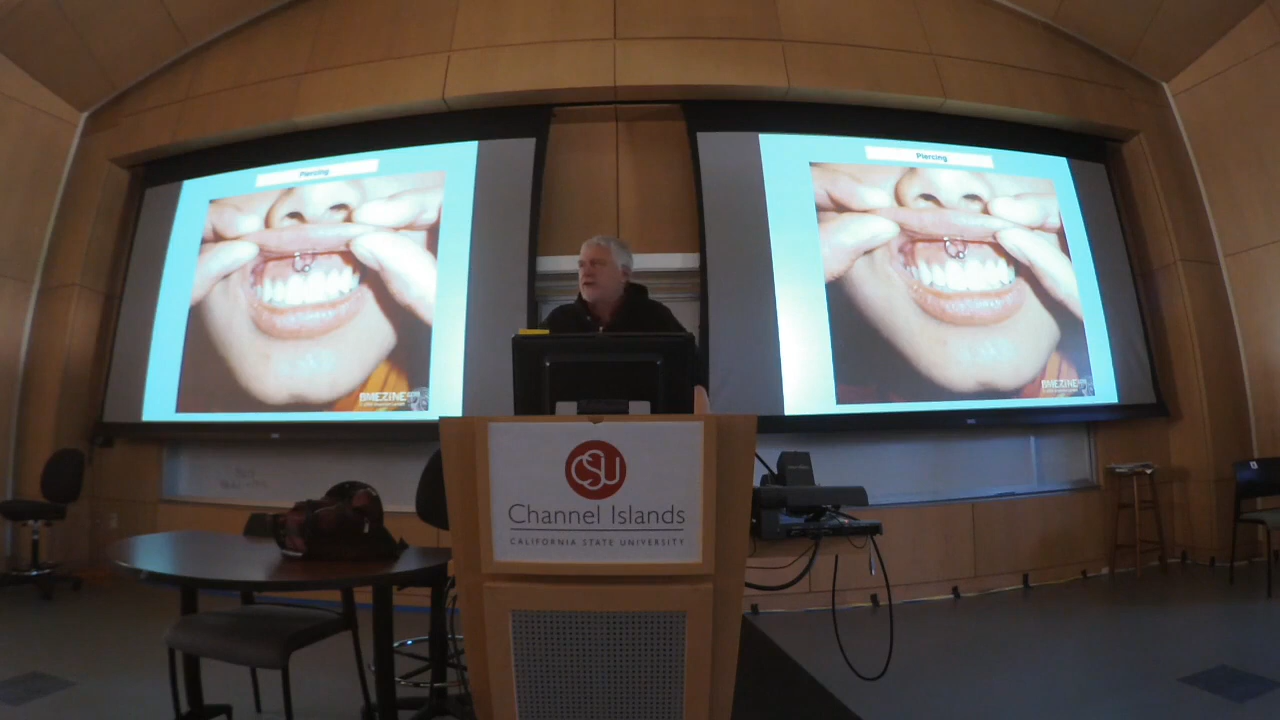 Piercing
Piercing
BMEZINE
BMEZINE
CSU
Channel Islands
CALIFORNIA STATE UNIVERSITY